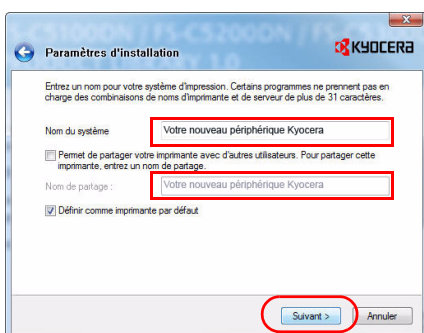 Paramètres d'installation
KYOCERA
Entrez un nom pour votre système d'impression. Certains programmes ne prennent pas en
charge des combinaisons de noms d'imprimante et de serveur de plus de 31 caractères.
Nom du système
Votre nouveau périphérique Kyocera
Permet de partager votre imprimante avec d'autres utilisateurs. Pour partager cette
imprimante, entrez un nom de partage.
Nom de partage :
Votre nouveau périphérique Kyocera
Définir comme imprimante par défaut
Suivant >
Annuler